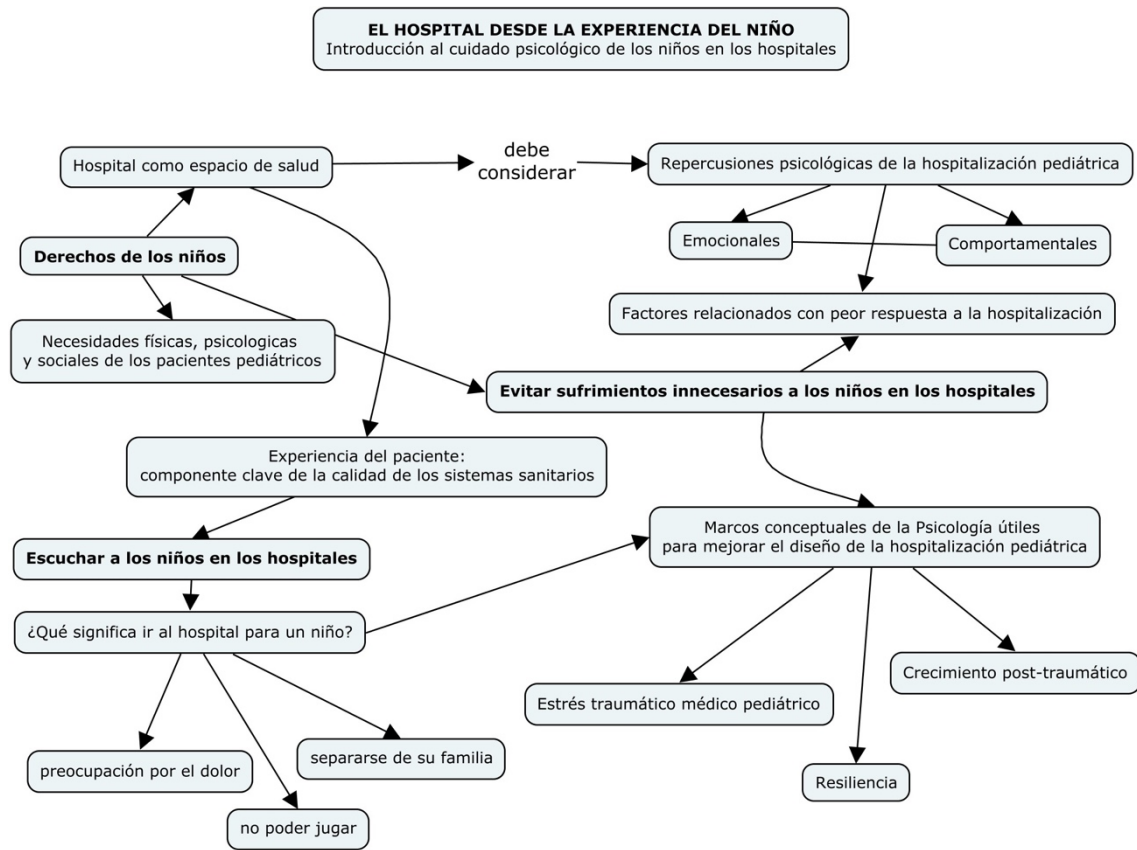 EL HOSPITAL DESDE LA EXPERIENCIA DEL NIÑO
Introducción al cuidado psicológico de los niños en los hospitales
Hospital como espacio de salud
debe
considerar
Repercusiones psicológicas de la hospitalización pediátrica
Emocionales
Comportamentales
Derechos de los niños
Factores relacionados con peor respuesta a la hospitalización
Necesidades físicas, psicologicas
y sociales de los pacientes pediátricos
Evitar sufrimientos innecesarios a los niños en los hospitales
Experiencia del paciente:
componente clave de la calidad de los sistemas sanitarios
Marcos conceptuales de la Psicología útiles
para mejorar el diseño de la hospitalización pediátrica
Escuchar a los niños en los hospitales
¿Qué significa ir al hospital para un niño?
Crecimiento post-traumático
Estrés traumático médico pediátrico
separarse de su familia
preocupación por el dolor
Resiliencia
no poder jugar